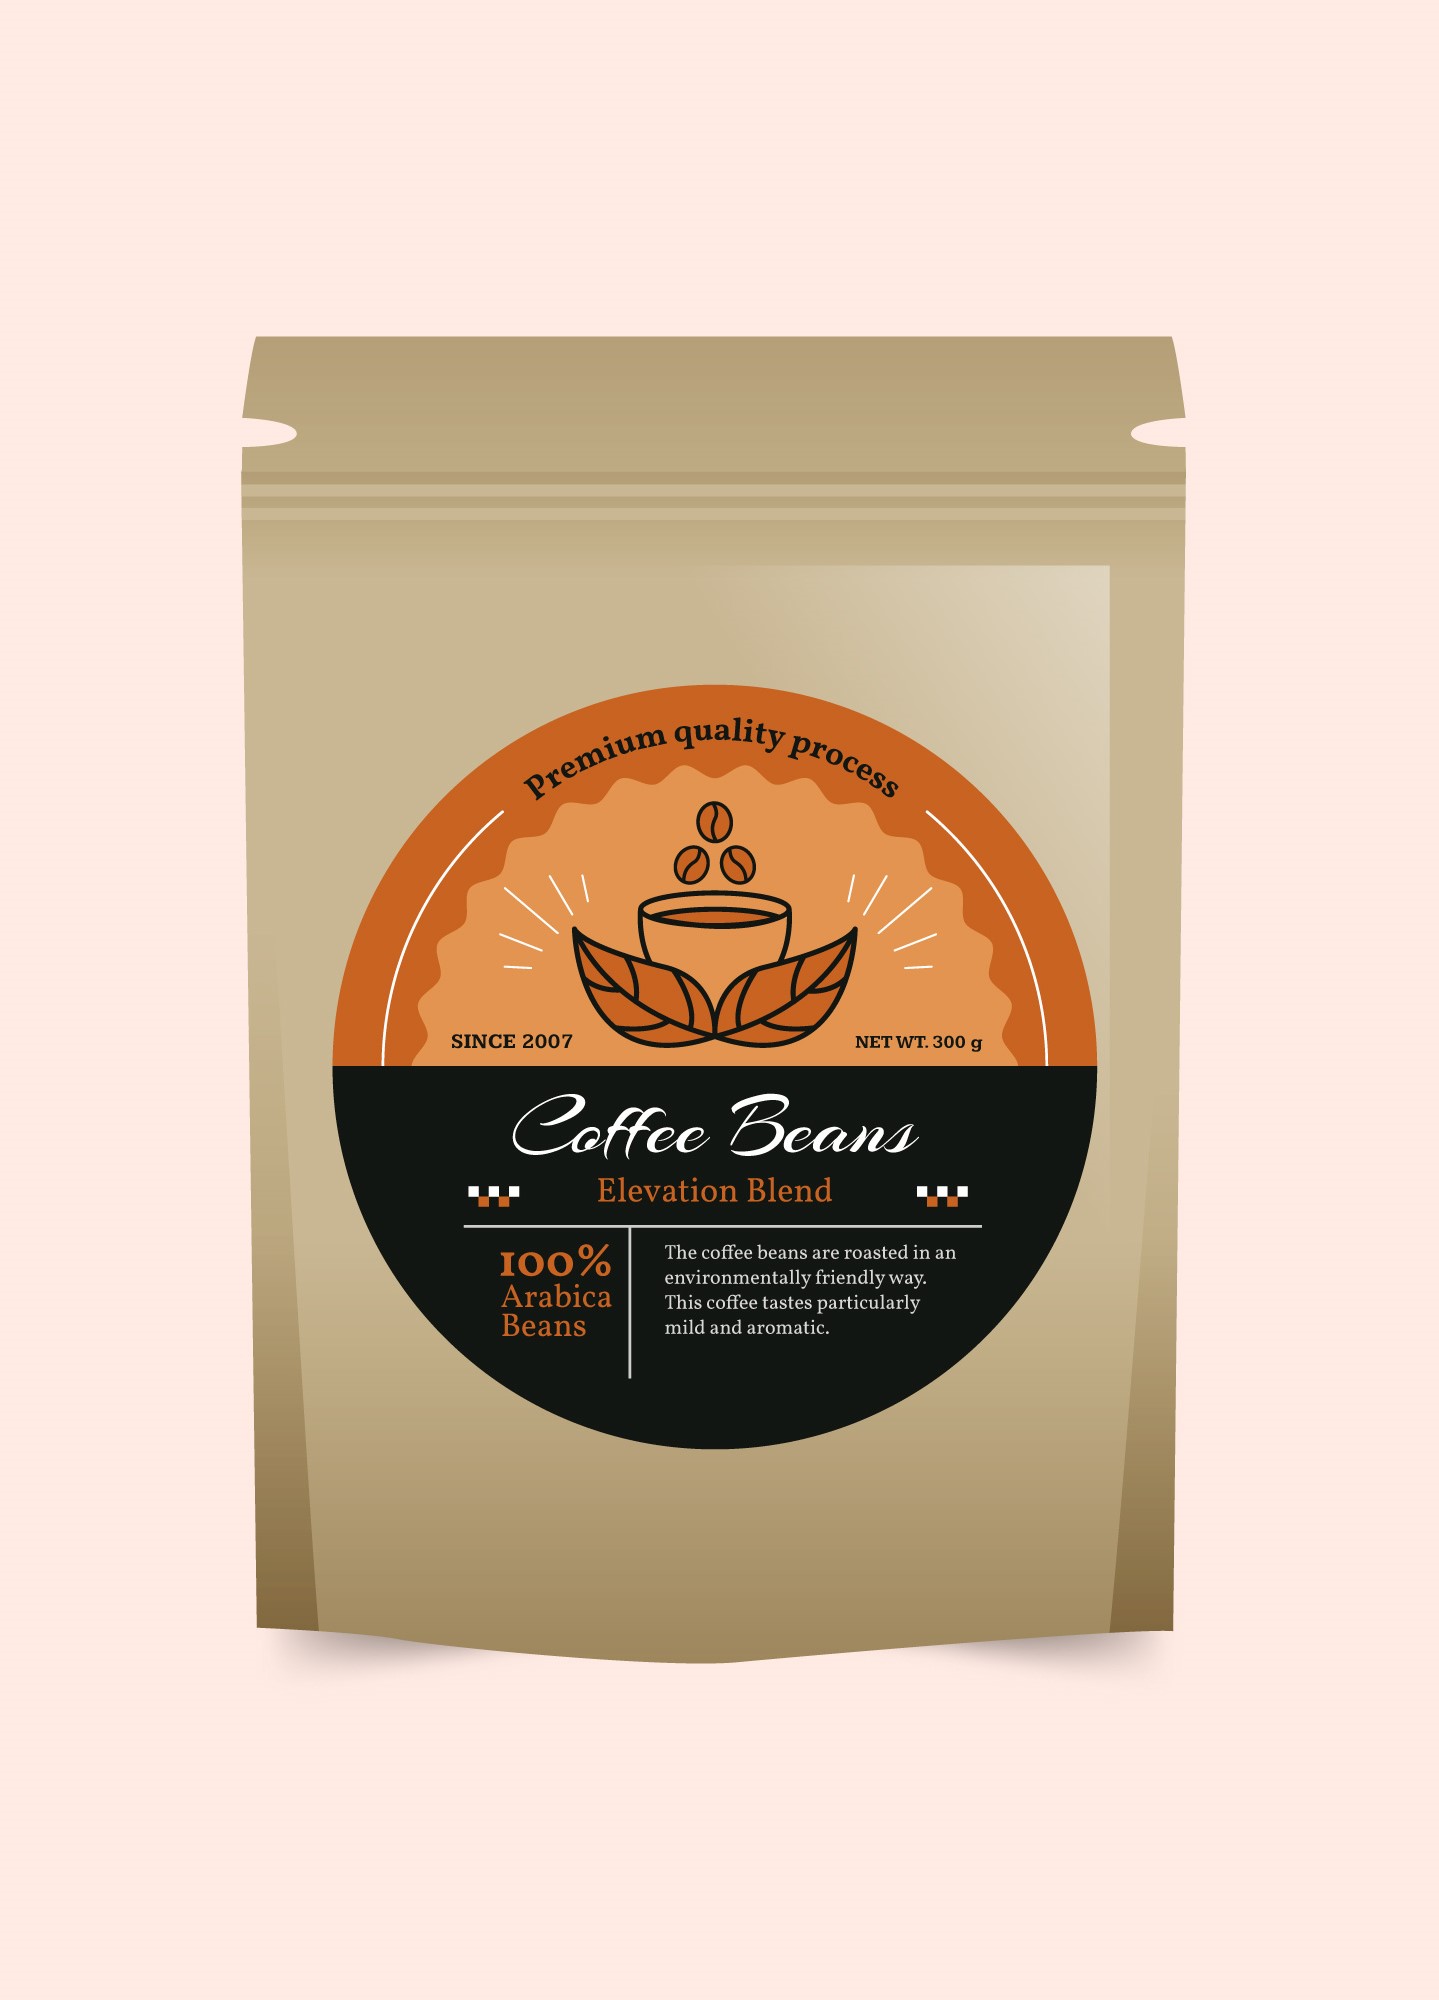 Premium quality process
SINCE 2007
NET WT. 300 g
Coffee Beans
Elevation Blend
100%
Arabica
Beans
The coffee beans are roasted in an
environmentally friendly way.
This coffee tastes particularly
mild and aromatic.